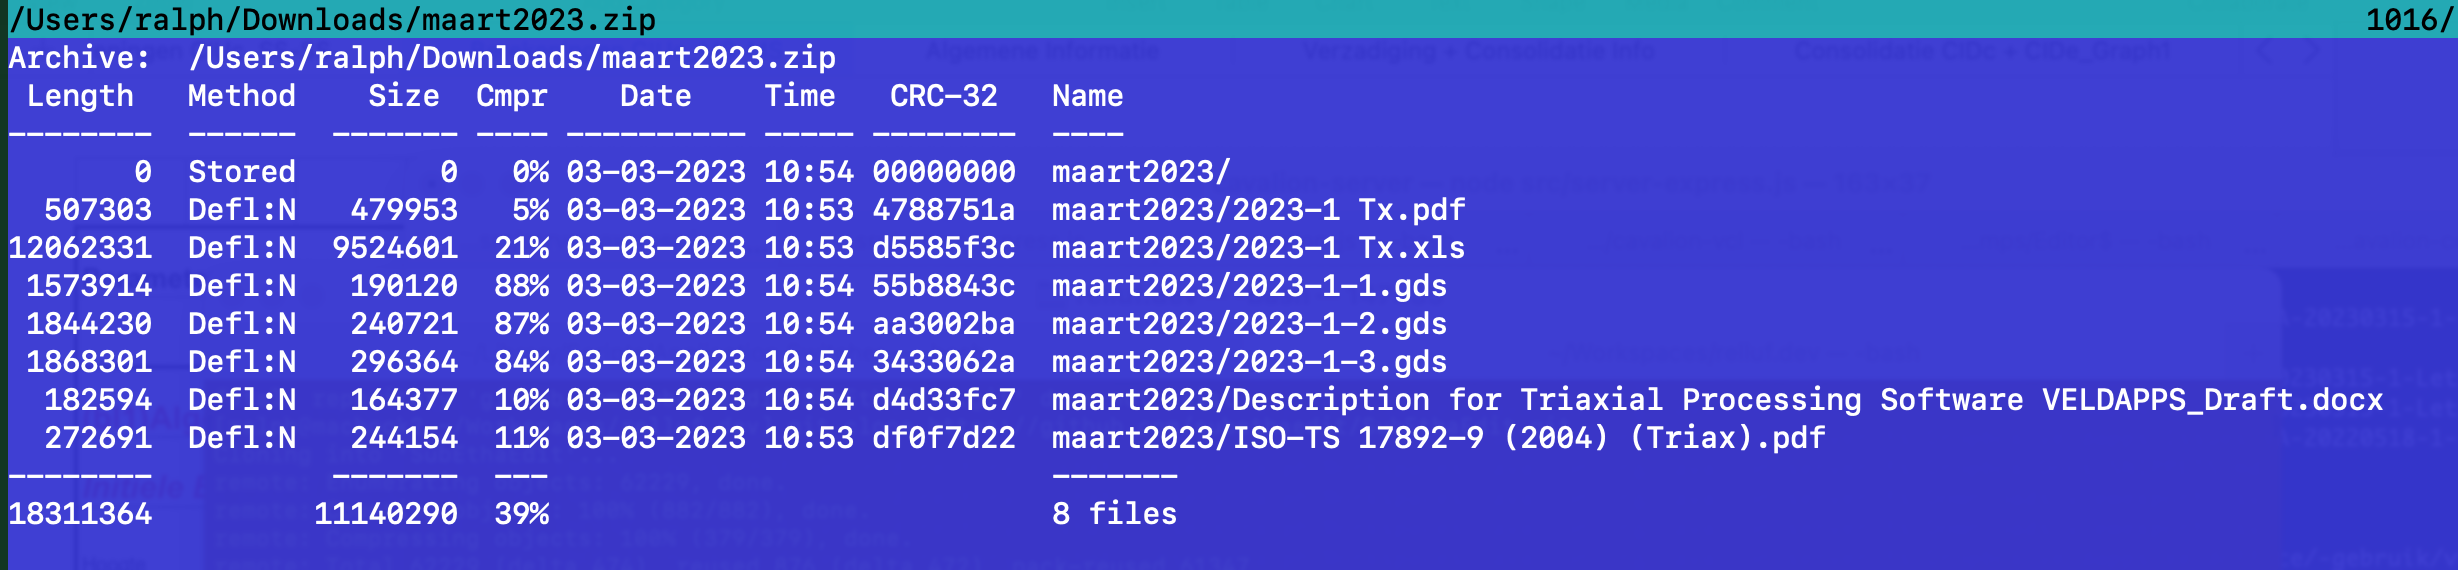 /Users/ralph/Downloads/maart2023.zip 1016/
Archive:  /Users/ralph/Downloads/maart2023.zip
 Length   Method    Size  Cmpr    Date    Time   CRC-32   Name
--------  ------  ------- ---- ---------- ----- --------  ----
       0  Stored        0   0% 03-03-2023 10:54 00000000  maart2023/
  507303  Defl:N   479953   5% 03-03-2023 10:53 4788751a  maart2023/2023-1 Tx.pdf
12062331  Defl:N  9524601  21% 03-03-2023 10:53 d5585f3c  maart2023/2023-1 Tx.xls
 1573914  Defl:N   190120  88% 03-03-2023 10:54 55b8843c  maart2023/2023-1-1.gds
 1844230  Defl:N   240721  87% 03-03-2023 10:54 aa3002ba  maart2023/2023-1-2.gds
 1868301  Defl:N   296364  84% 03-03-2023 10:54 3433062a  maart2023/2023-1-3.gds
  182594  Defl:N   164377  10% 03-03-2023 10:54 d4d33fc7  maart2023/Description for Triaxial Processing Software VELDAPPS_Draft.docx
  272691  Defl:N   244154  11% 03-03-2023 10:53 df0f7d22  maart2023/ISO-TS 17892-9 (2004) (Triax).pdf
--------          -------  ---                            -------
18311364         11140290  39%                            8 files